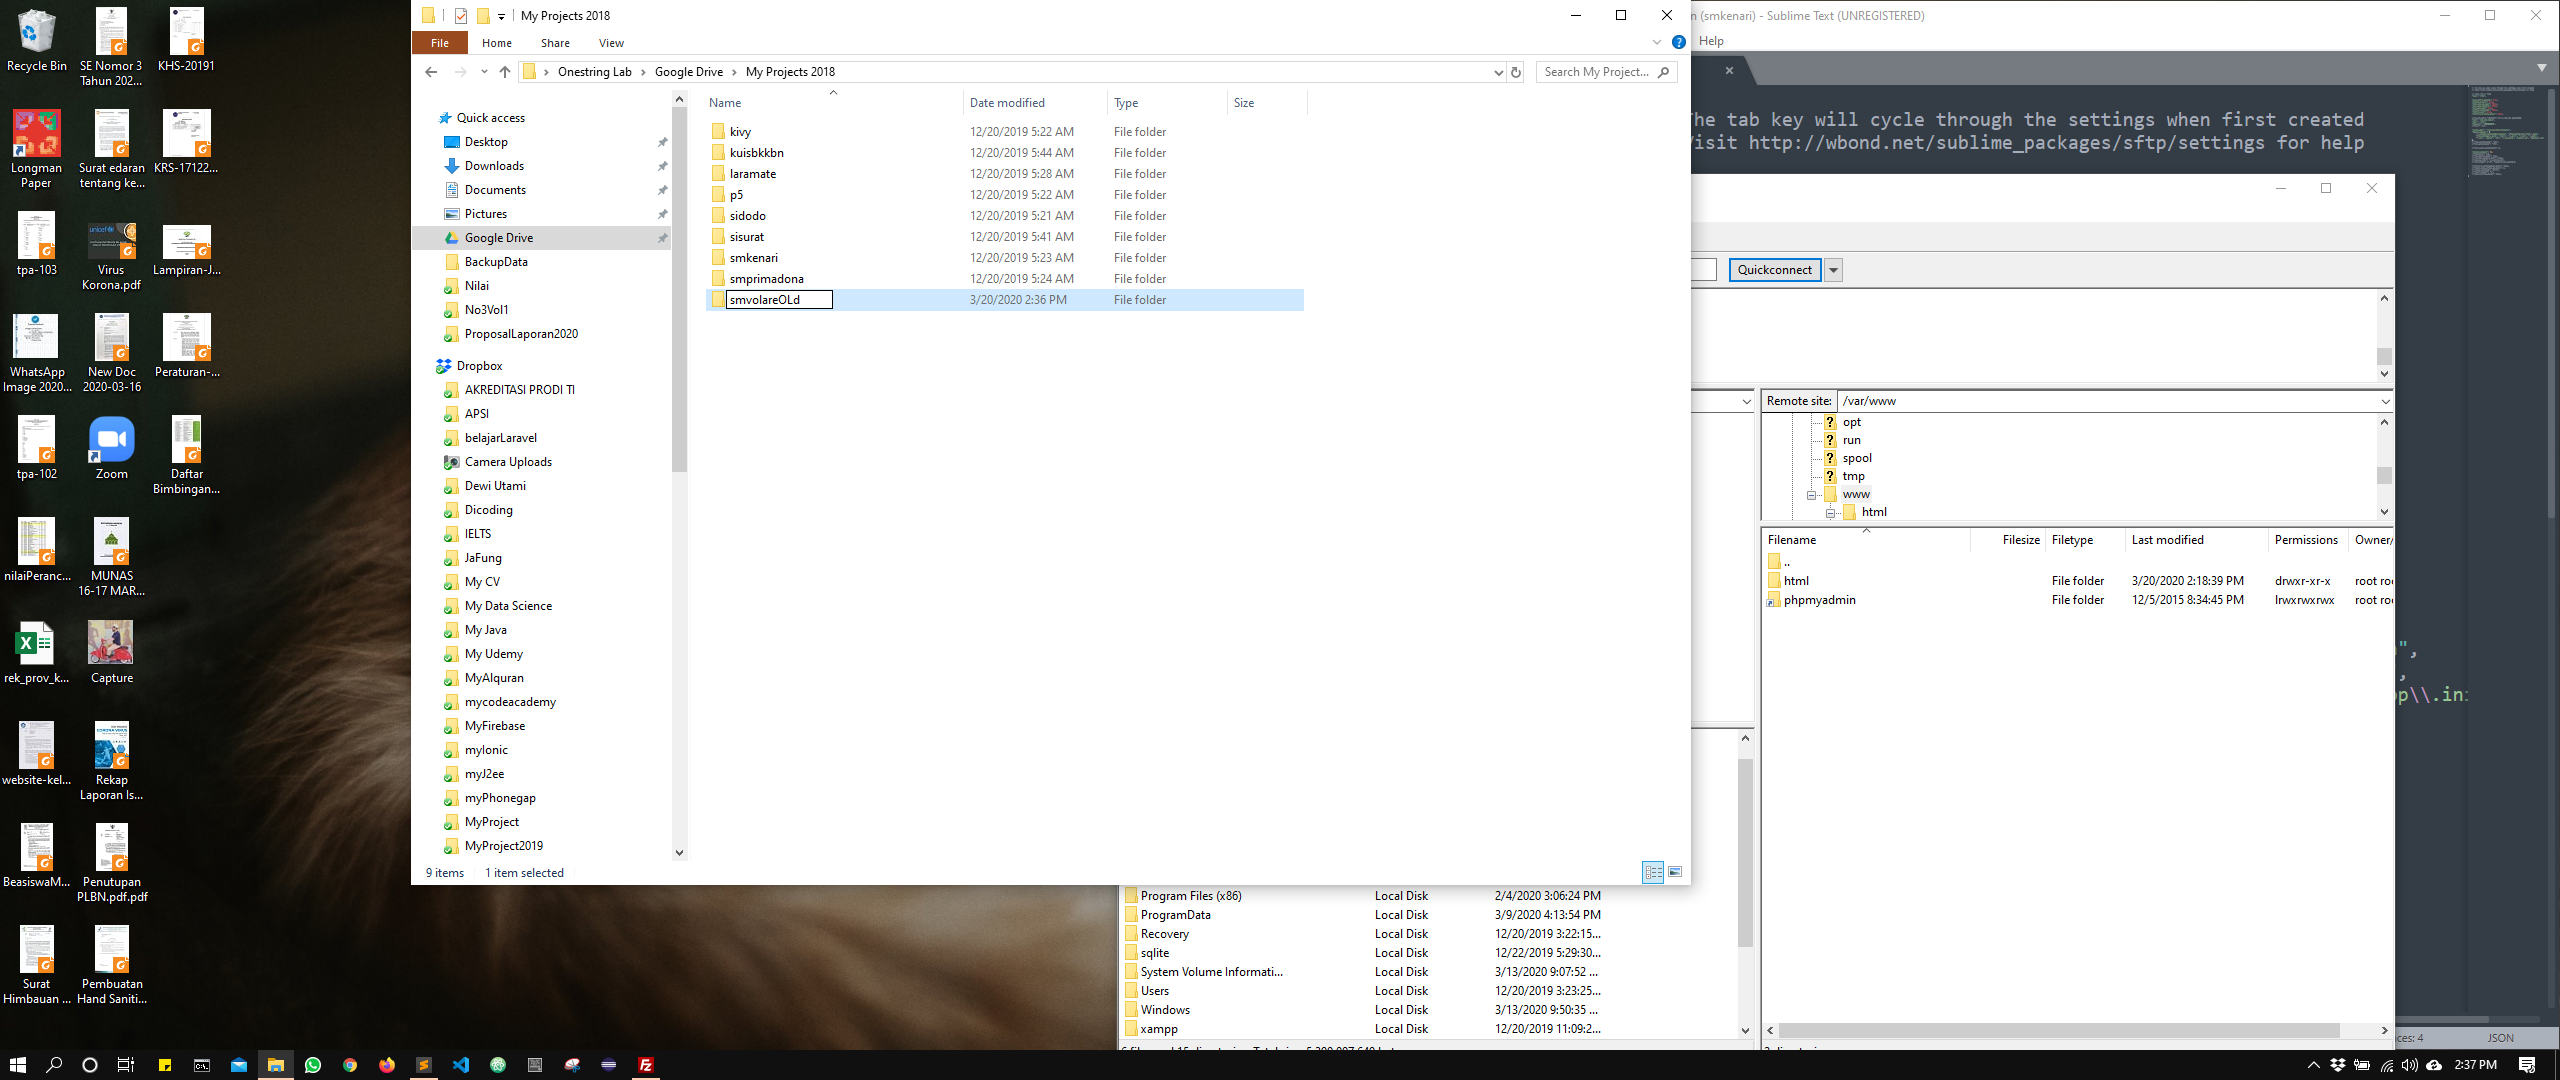 Recycle Bin
SE Nomor 3
Tahun 202...
KHS-20191
Longman
Paper
Surat edaran
tentang ke...
KRS-17122...
tpa-103
unicef
Virus
Korona.pdf
Lampiran-J...
WhatsApp
Image 2020...
New Doc
2020-03-16
Peraturan-...
tpa-102
Zoom
Daftar
Bimbingan...
nilaiPeranc...
MUNAS
16-17 MAR...
rek_prov_k...
Capture
website-kel...
Rekap
Laporan Is...
BeasiswaM...
Penutupan
PLBN.pdf.pdf
Surat
Himbauan ...
Pembuatan
Hand Saniti...
My Projects 2018
File Home Share View
Onestring Lab > Google Drive > My Projects 2018
Search My Project...
Quick access
Desktop
Downloads
Documents
Pictures
Google Drive
BackupData
Nilai
No3Vol1
ProposalLaporan2020
Dropbox
AKREDITASI PRODI TI
APSI
belajarLaravel
Camera Uploads
Dewi Utami
Dicoding
IELTS
JaFung
My CV
My Data Science
My Java
My Udemy
MyAlquran
mycodeacademy
MyFirebase
myIonic
myJ2ee
myPhonegap
MyProject
MyProject2019
Name Date modified Type Size
kivy 12/20/2019 5:22 AM File folder
kuisbkkbn 12/20/2019 5:44 AM File folder
laramate 12/20/2019 5:28 AM File folder
p5 12/20/2019 5:22 AM File folder
sidodo 12/20/2019 5:21 AM File folder
sisurat 12/20/2019 5:41 AM File folder
smkenari 12/20/2019 5:23 AM File folder
smprimadona 12/20/2019 5:24 AM File folder
smvolareOLd 3/20/2020 2:36 PM File folder
9 items 1 item selected
n (smkenari) - Sublime Text (UNREGISTERED)
Help
The tab key will cycle through the settings when first created
Visit http://wbond.net/sublime_packages/sftp/settings for help
Quickconnect
Remote site: /var/www
opt
run
spool
tmp
www
html
Filename Filesize Filetype Last modified Permissions Owner/
..
html File folder 3/20/2020 2:18:39 PM drwxr-xr-x root roo
phpmyadmin File folder 12/5/2015 8:34:45 PM lrwxrwxrwx root roo
",
,
op\\.in
Program Files (x86) Local Disk 2/4/2020 3:06:24 PM
ProgramData Local Disk 3/9/2020 4:13:54 PM
Recovery Local Disk 12/20/2019 3:22:15...
sqlite Local Disk 12/22/2019 5:29:30...
System Volume Informati... Local Disk 3/13/2020 9:07:52 ...
Users Local Disk 12/20/2019 3:23:25...
Windows Local Disk 3/13/2020 9:50:35 ...
xampp Local Disk 12/20/2019 11:09:2...
ces: 4 JSON
2:37 PM